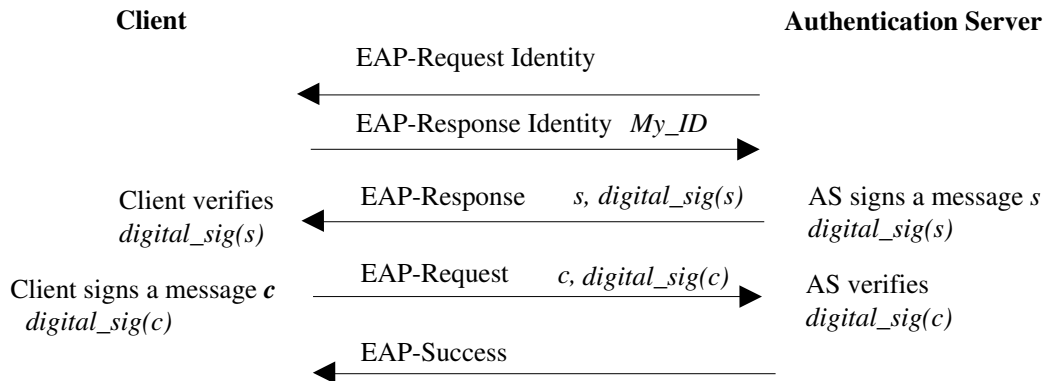 Client
Authentication Server
EAP-Request Identity
EAP-Response Identity My_ID
Client verifies
digital_sig(s)
EAP-Response s, digital_sig(s)
AS signs a message s
digital_sig(s)
Client signs a message c
digital_sig(c)
EAP-Request c, digital_sig(c)
AS verifies
digital_sig(c)
EAP-Success